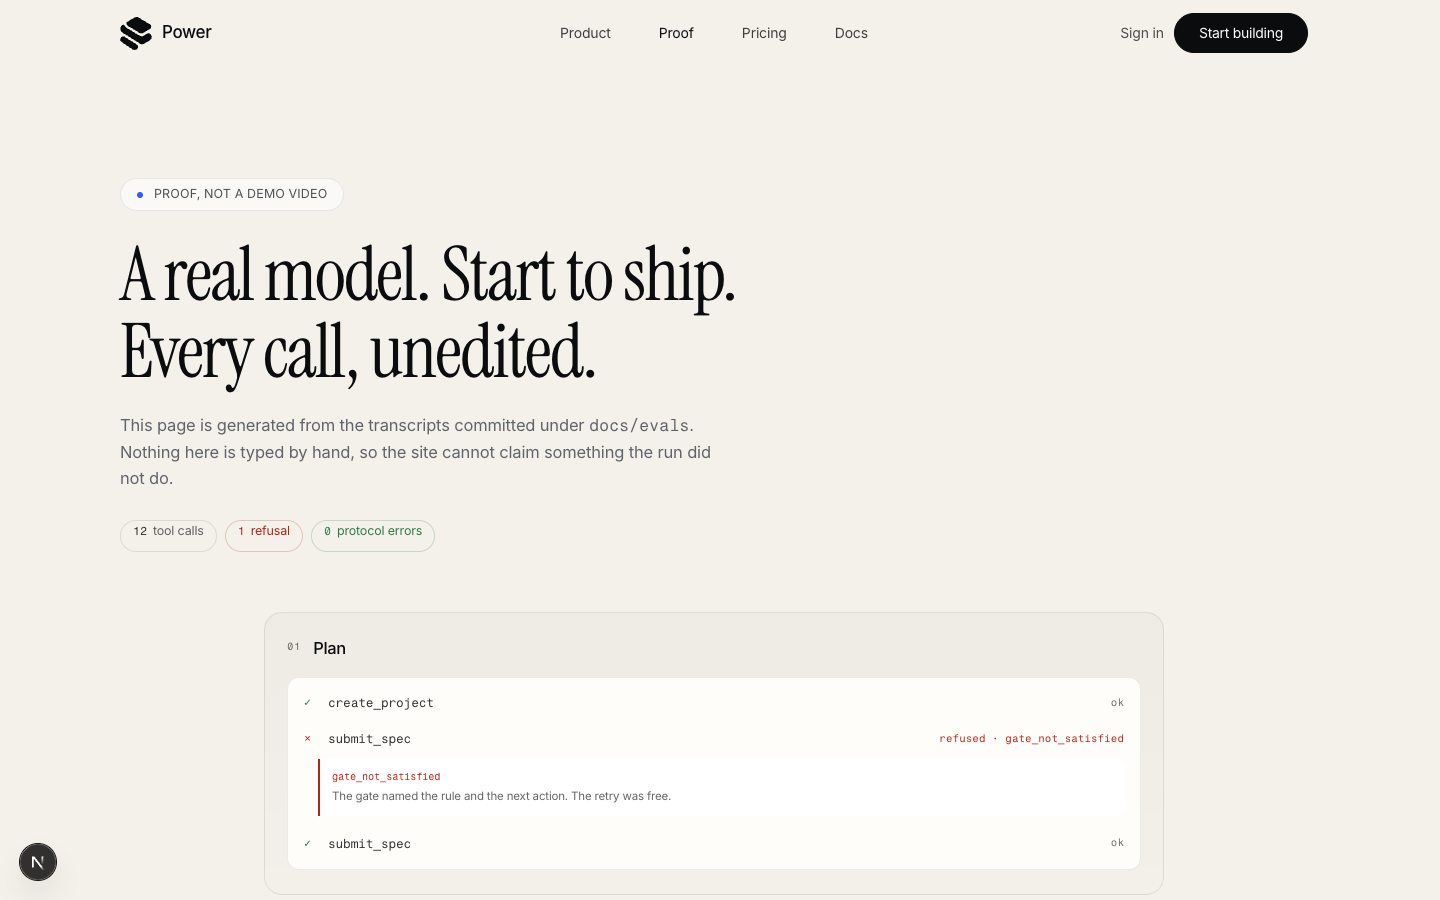 Power
Product
Proof
Pricing
Docs
Sign in
Start building
PROOF, NOT A DEMO VIDEO
A real model. Start to ship.
Every call, unedited.
This page is generated from the transcripts committed under docs/evals.
Nothing here is typed by hand, so the site cannot claim something the run did
not do.
12 tool calls
1 refusal
0 protocol errors
01 Plan
✓ create_project ok
× submit_spec refused · gate_not_satisfied
gate_not_satisfied
The gate named the rule and the next action. The retry was free.
✓ submit_spec ok
N